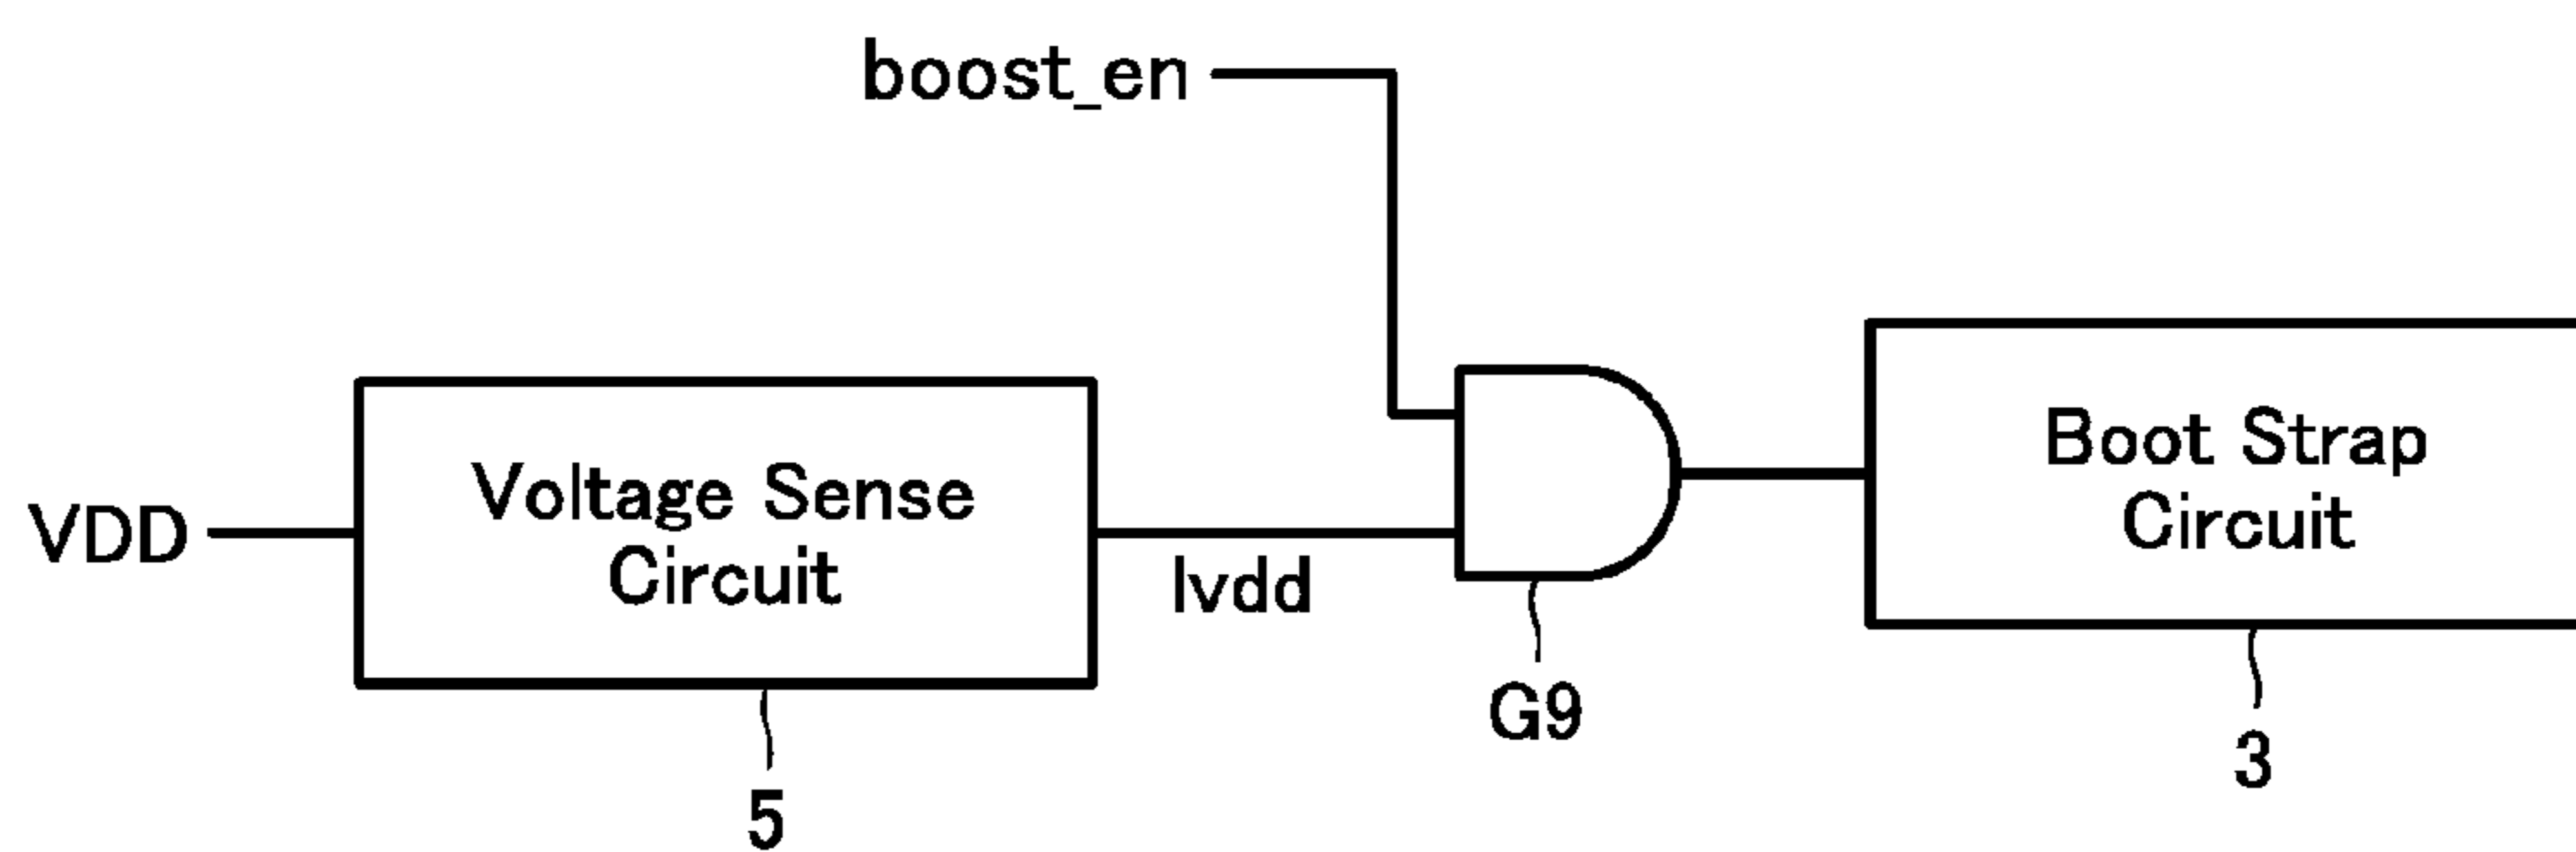 boost_en
VDD
Voltage Sense
Circuit
lvdd
Boot Strap
Circuit
G9
3
5